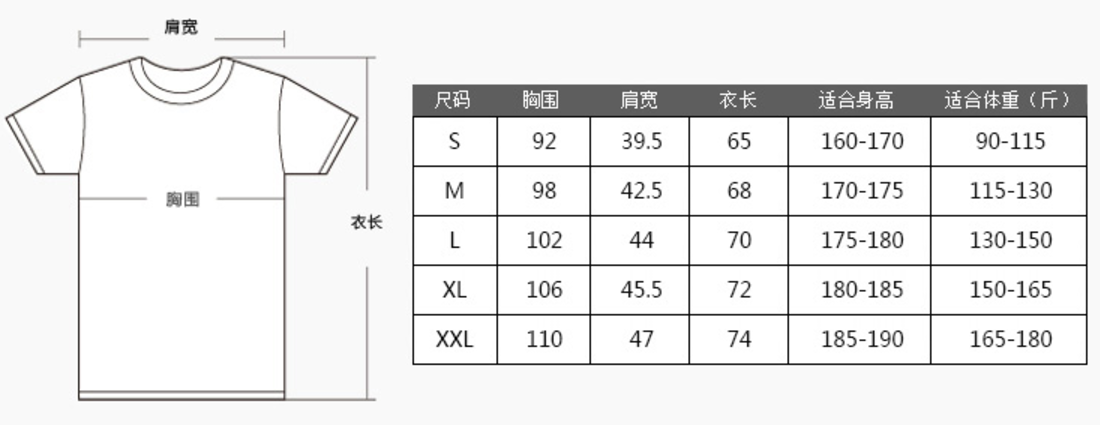 肩宽
胸围
衣长
尺码 胸围 肩宽 衣长 适合身高 适合体重（斤）
S 92 39.5 65 160-170 90-115
M 98 42.5 68 170-175 115-130
L 102 44 70 175-180 130-150
XL 106 45.5 72 180-185 150-165
XXL 110 47 74 185-190 165-180